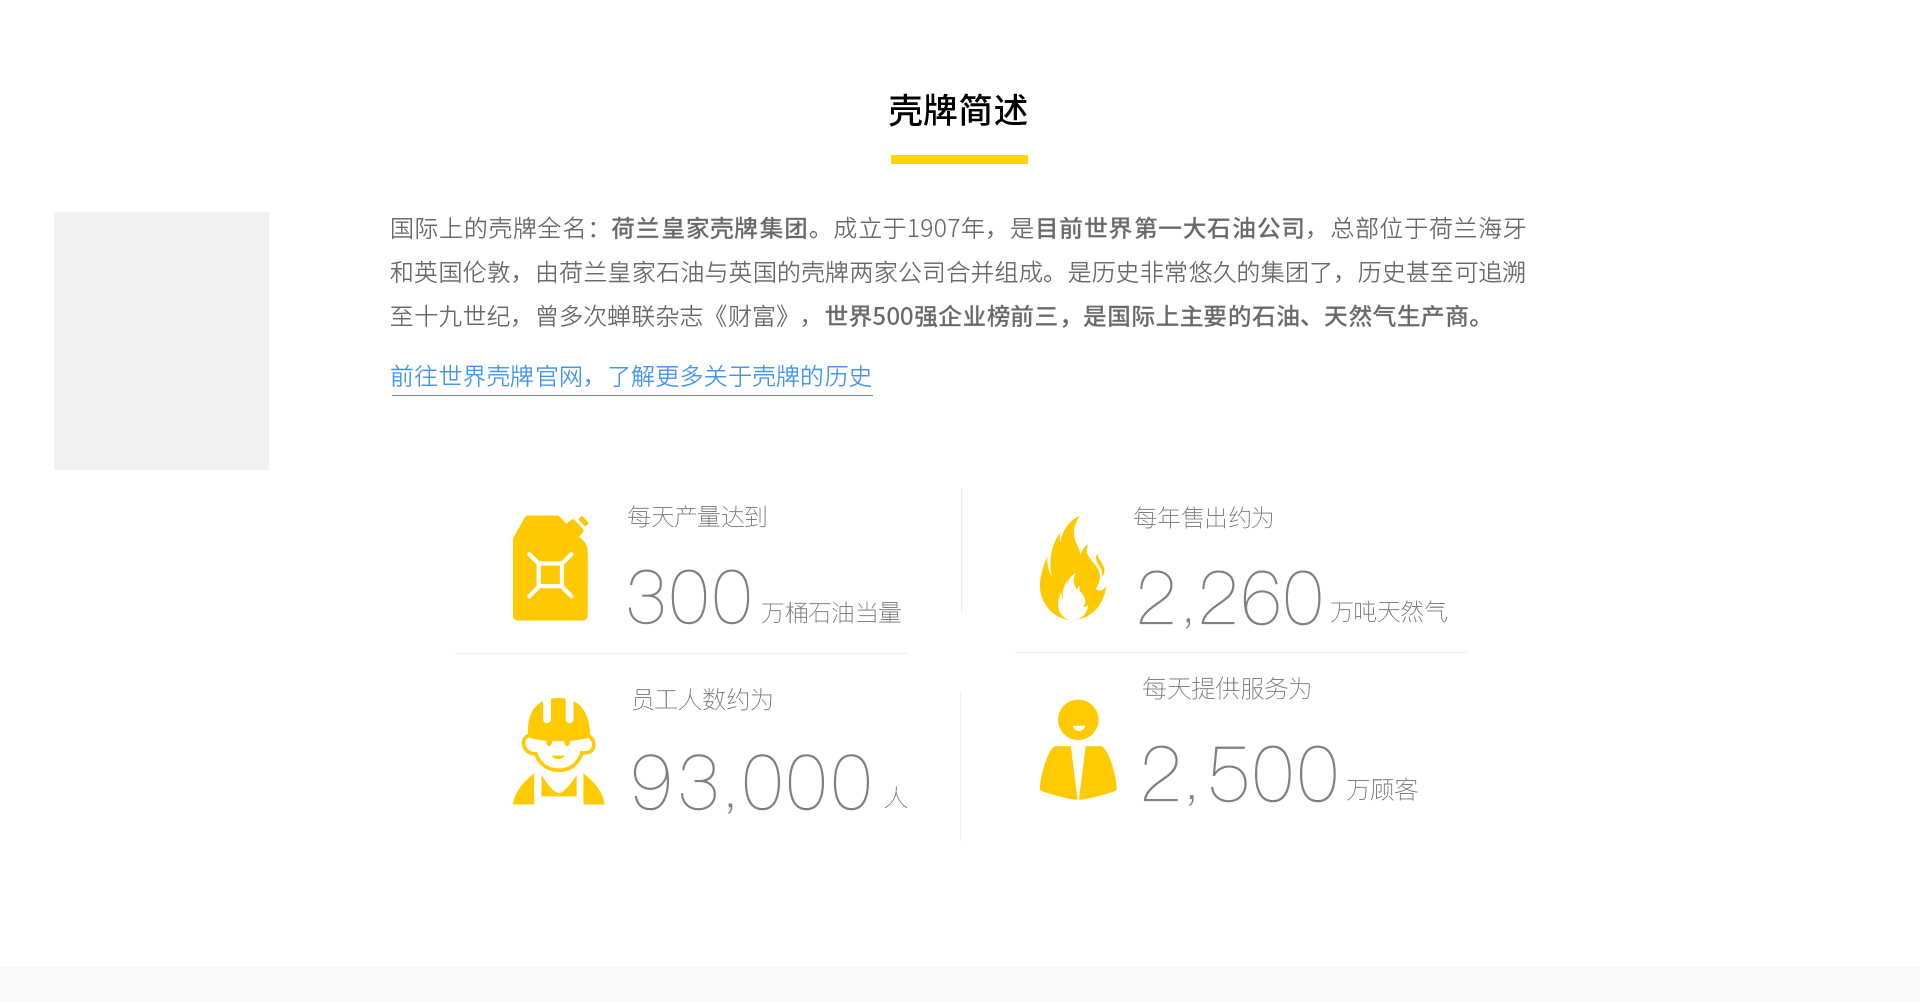 壳牌简述
国际上的壳牌全名：荷兰皇家壳牌集团。成立于1907年，是目前世界第一大石油公司，总部位于荷兰海牙
和英国伦敦，由荷兰皇家石油与英国的壳牌两家公司合并组成。是历史非常悠久的集团了，历史甚至可追溯
至十九世纪，曾多次蝉联杂志《财富》，世界500强企业榜前三，是国际上主要的石油、天然气生产商。
前往世界壳牌官网，了解更多关于壳牌的历史
每天产量达到
300 万桶石油当量
每年售出约为
2,260 万吨天然气
员工人数约为
93,000 人
每天提供服务为
2,500 万顾客